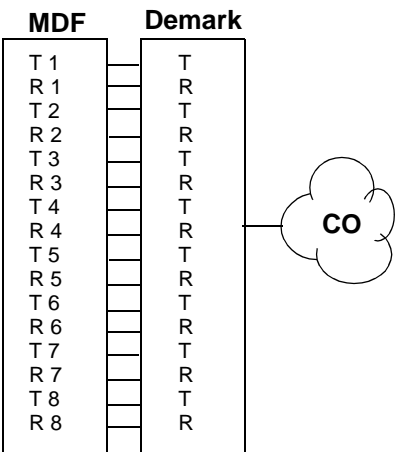 MDF Demark
T 1 T
R 1 R
T 2 T
R 2 R
T 3 T
R 3 R
T 4 T
R 4 R
T 5 T
R 5 R
T 6 T
R 6 R
T 7 T
R 7 R
T 8 T
R 8 R
CO